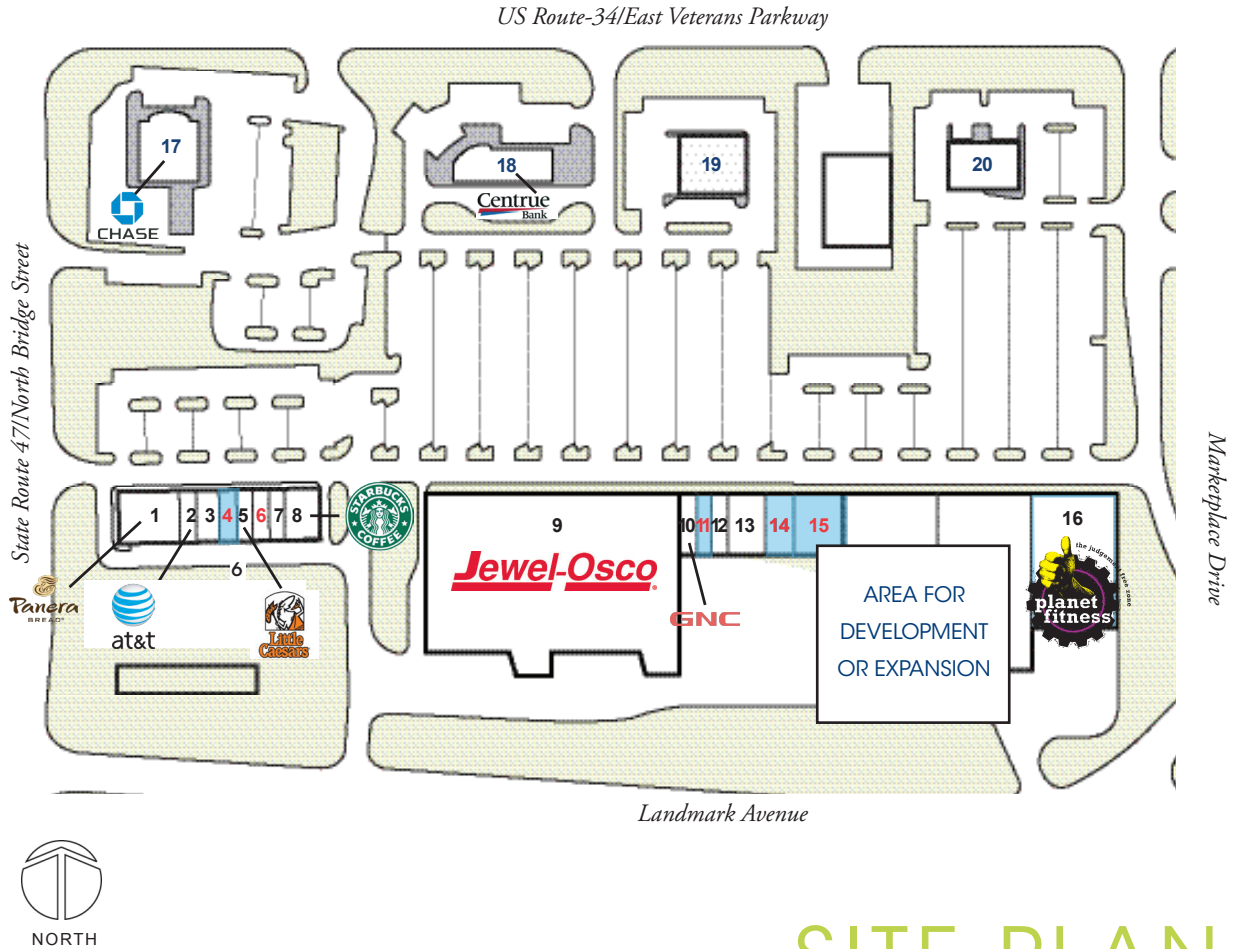 US Route-34/East Veterans Parkway
17
18
19
20
CHASE
Centrue
Bank
State Route 47/North Bridge Street
Marketplace Drive
1
2
3
4
5
6
7
8
STARBUCKS
COFFEE
9
10
11
12
13
14
15
16
6
Jewel-Osco
the judgement free zone
planet
fitness
Panera
BREAD
at&t
Little
Caesars
GNC
AREA FOR
DEVELOPMENT
OR EXPANSION
Landmark Avenue
NORTH
SITE PLAN